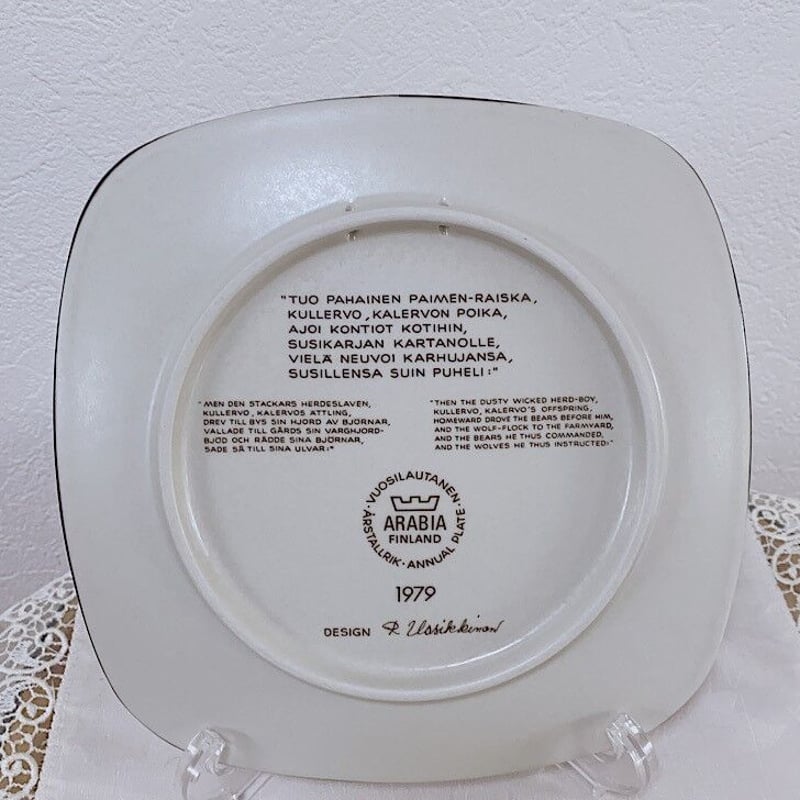 "TUO PAHAINEN PAIMEN-RAISKA,
KULLERVO, KALERVON POIKA,
AJOI KONTIOT KOTIHIN,
SUSIKARJAN KARTANOLLE,
VIELÄ NEUVOI KARHUJANSA,
SUSILLENSA SUIN PUHELI:"
"MEN DEN STACKARS HERDESLAVEN,
KULLERVO, KALERVOS ÄTTLING,
DREV TILL BYS SIN HJORD AV BJÖRNAR,
VALLADE TILL GÅRDS SIN VARGHJORD-
BJÖD OCH RÄDDE SINA BJÖRNAR,
SADE SÅ TILL SINA ULVAR:"
"THEN THE DUSTY WICKED HERD-BOY,
KULLERVO, KALERVO'S OFFSPRING,
HOMEWARD DROVE THE BEARS BEFORE HIM,
AND THE WOLF-FLOCK TO THE FARMYARD,
AND THE BEARS HE THUS COMMANDED,
AND THE WOLVES HE THUS INSTRUCTED:"
VUOSILAUTANEN · ÅRSTALLRIK · ANNUAL PLATE ·
ARABIA
FINLAND
1979
DESIGN R Uosikkinen